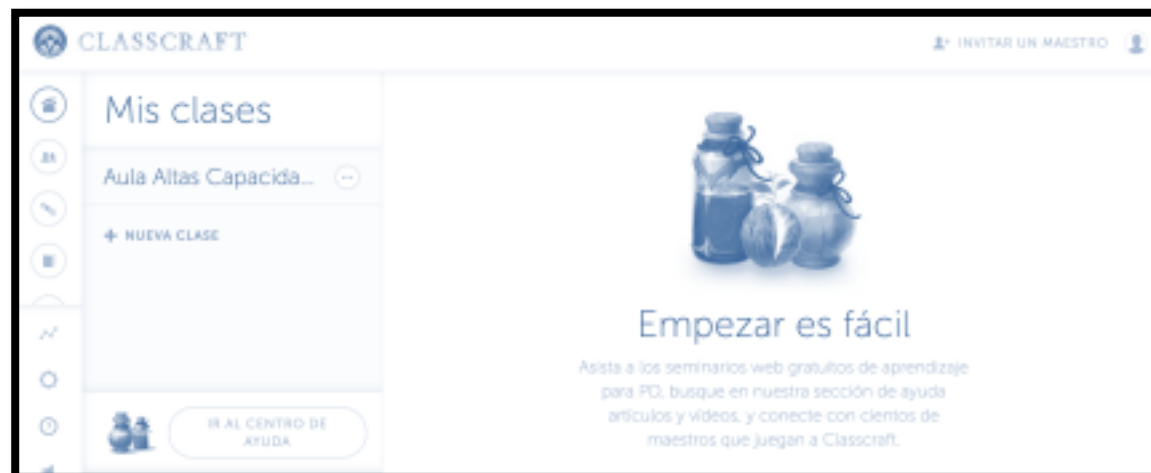 CLASSCRAFT
INVITAR UN MAESTRO
Mis clases
Aula Altas Capacida...
+ NUEVA CLASE
IR AL CENTRO DE
AYUDA
Empezar es fácil
Asista a los seminarios web gratuitos de aprendizaje
para PD, busque en nuestra sección de ayuda
artículos y vídeos, y conecte con cientos de
maestros que juegan a Classcraft.